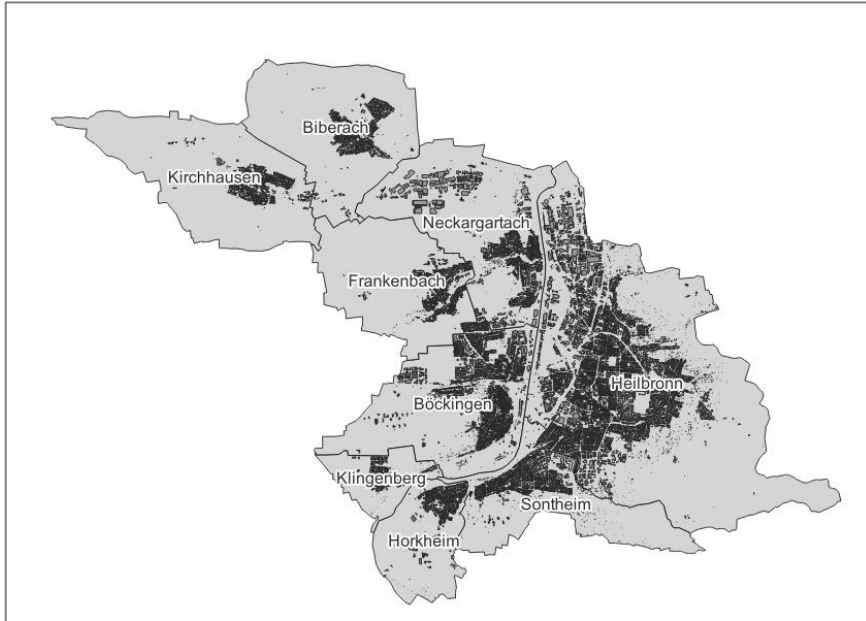 Biberach
Kirchhausen
Neckargartach
Frankenbach
Heilbronn
Böckingen
Klingenberg
Sontheim
Horkheim